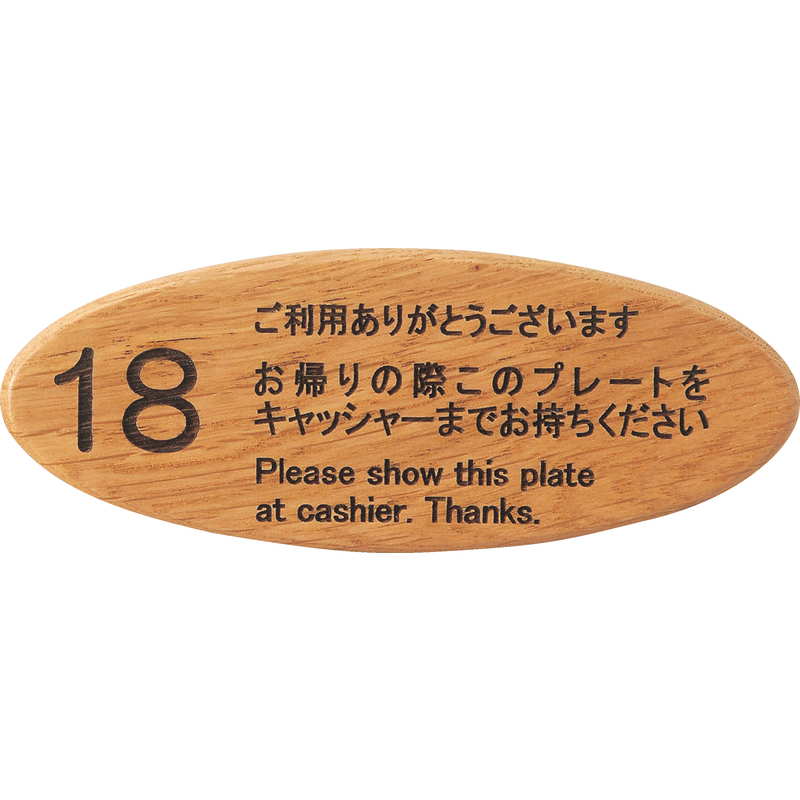 18
ご利用ありがとうございます
お帰りの際このプレートを
キャッシャーまでお持ちください
Please show this plate
at cashier. Thanks.